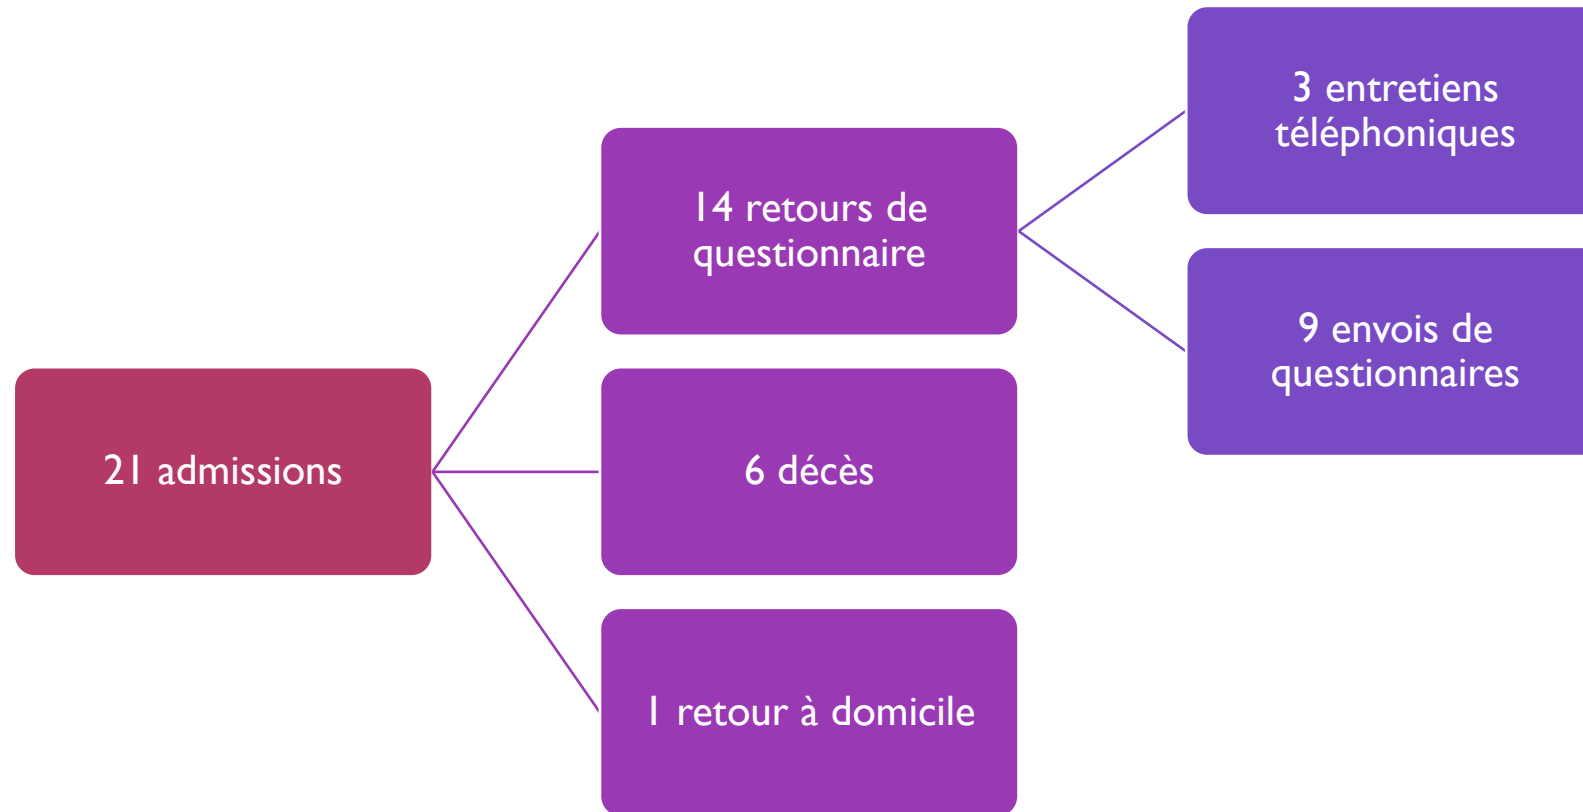 21 admissions
14 retours de
questionnaire
6 décès
1 retour à domicile
3 entretiens
téléphoniques
9 envois de
questionnaires